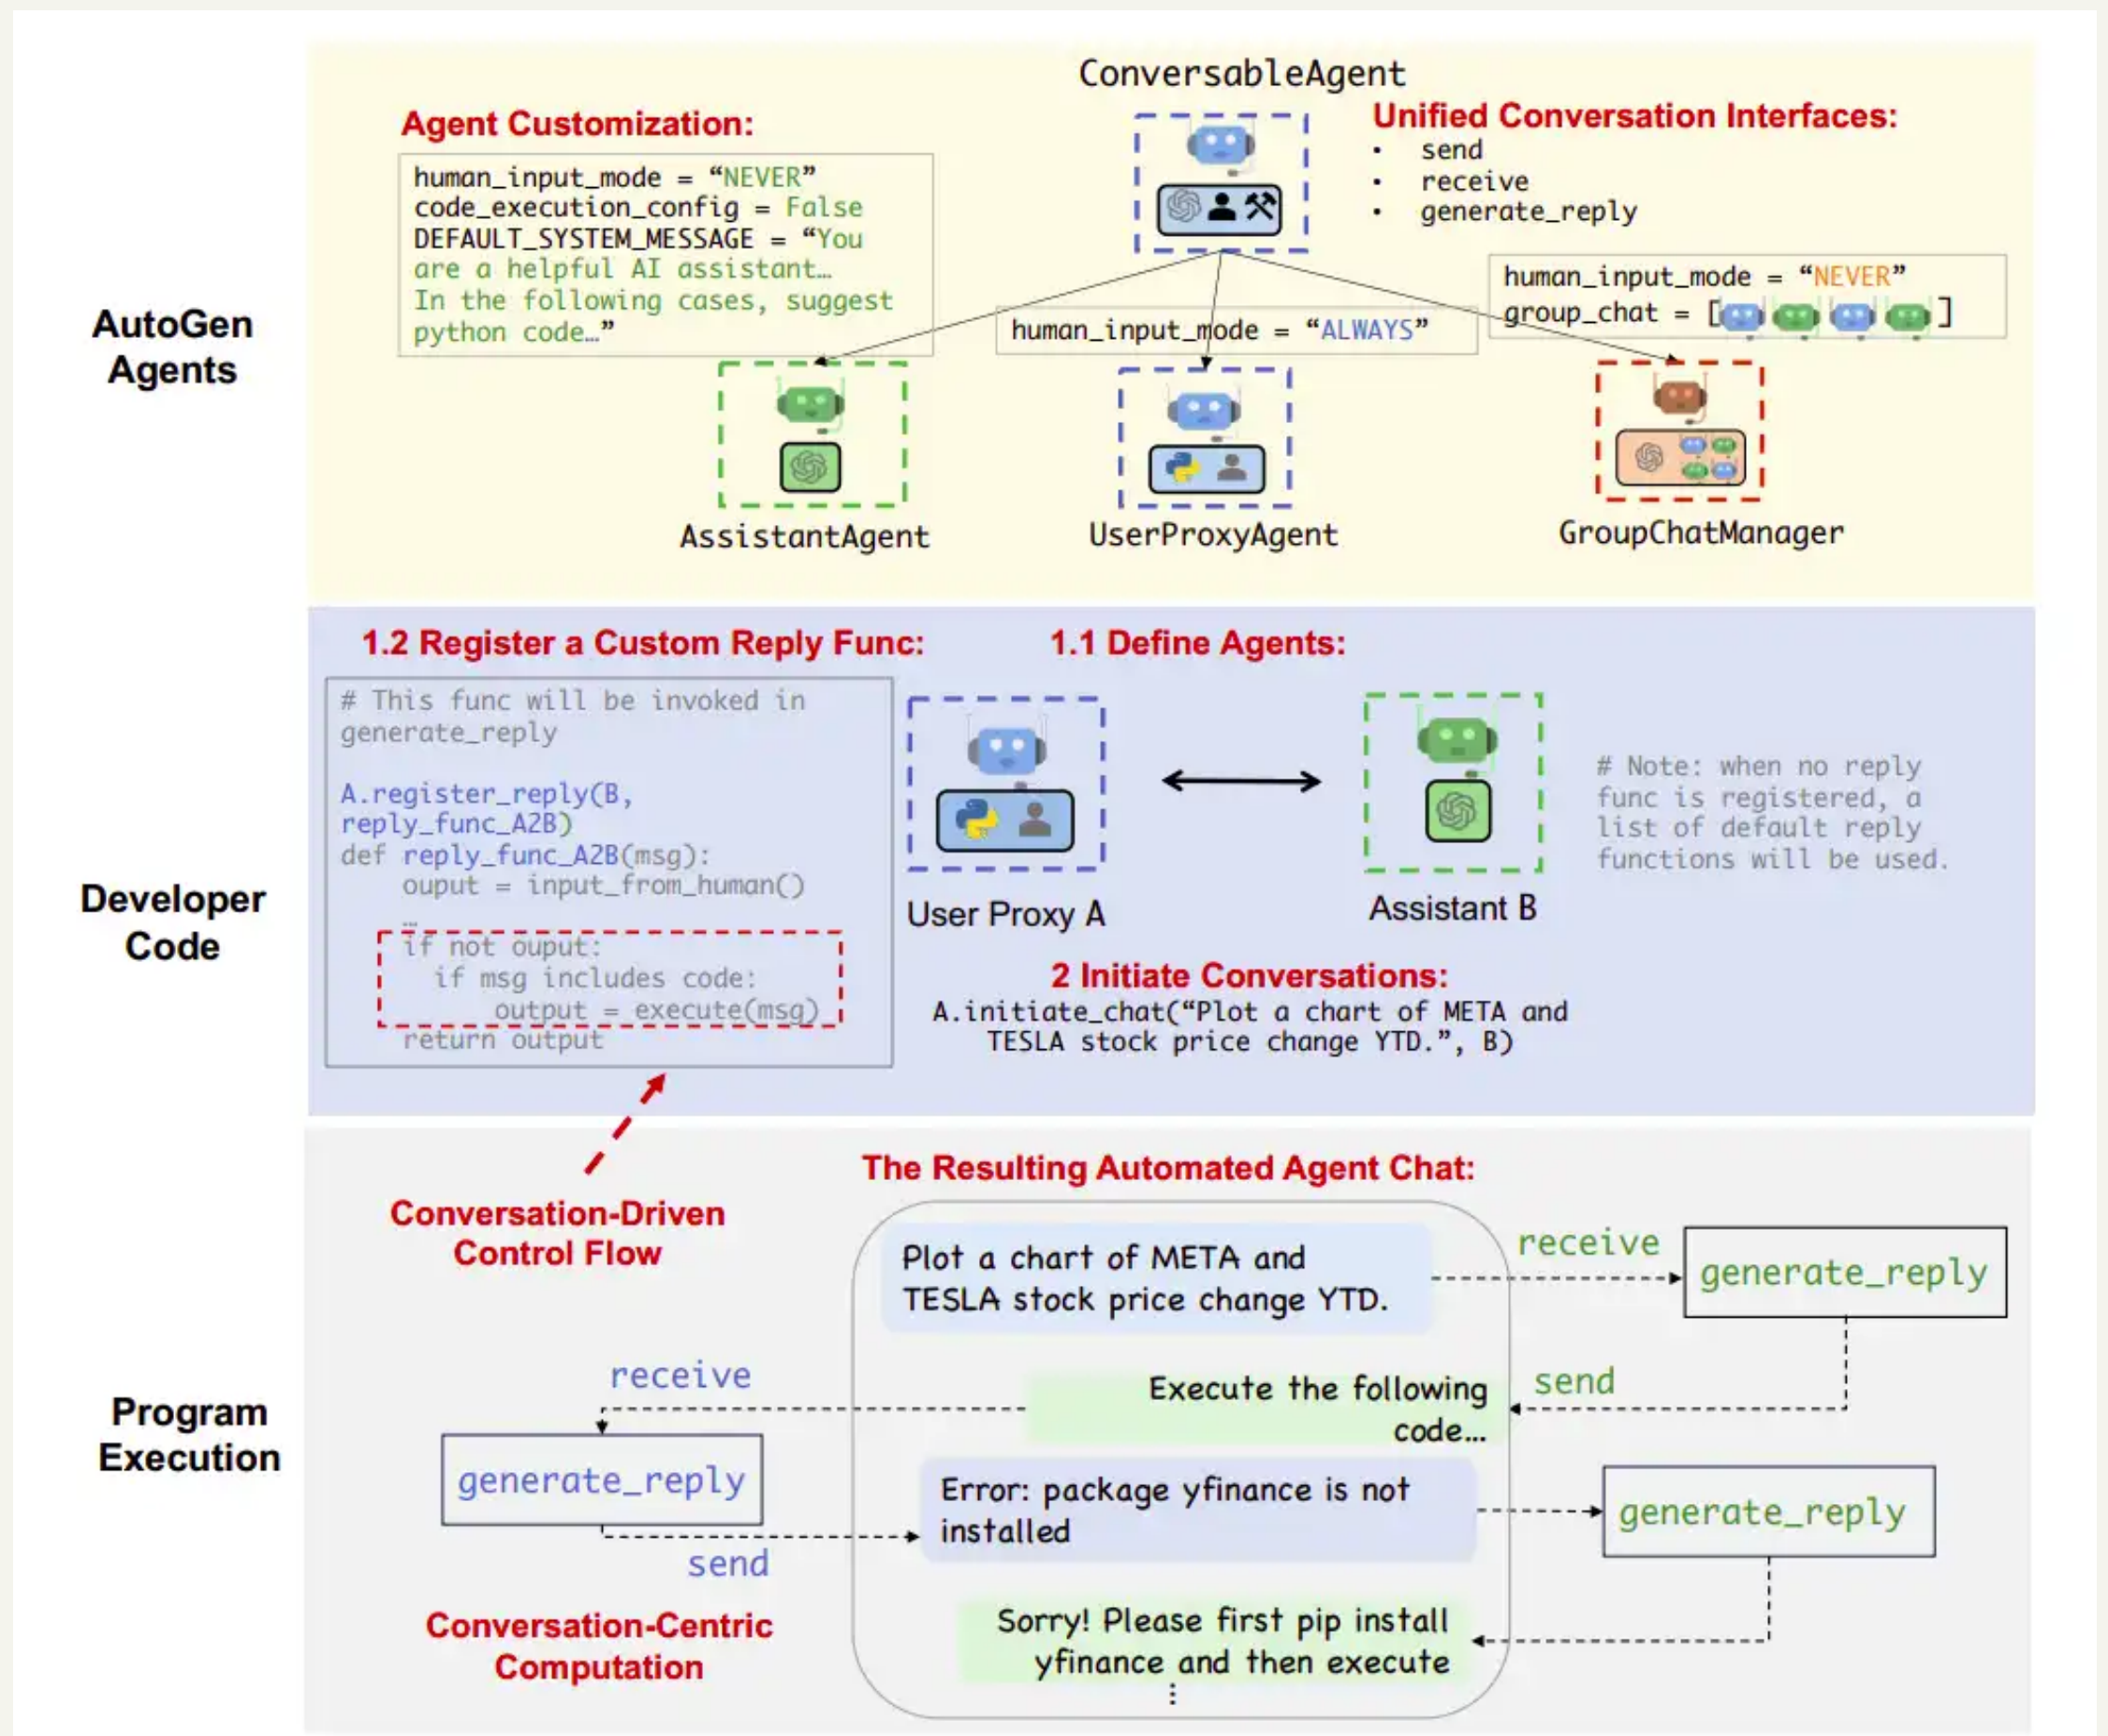 ConversableAgent
Agent Customization:
human_input_mode = “NEVER”
code_execution_config = False
DEFAULT_SYSTEM_MESSAGE = “You
are a helpful AI assistant…
In the following cases, suggest
python code…”
Unified Conversation Interfaces:
• send
• receive
• generate_reply
human_input_mode = “ALWAYS”
human_input_mode = “NEVER”
group_chat = [ ]
AutoGen
Agents
AssistantAgent
UserProxyAgent
GroupChatManager
1.2 Register a Custom Reply Func:
# This func will be invoked in
generate_reply
A.register_reply(B,
reply_func_A2B)
def reply_func_A2B(msg):
ouput = input_from_human()
…
if not ouput:
if msg includes code:
output = execute(msg)
return output
1.1 Define Agents:
User Proxy A
Assistant B
# Note: when no reply
func is registered, a
list of default reply
functions will be used.
Developer
Code
2 Initiate Conversations:
A.initiate_chat(“Plot a chart of META and
TESLA stock price change YTD.”, B)
The Resulting Automated Agent Chat:
Conversation-Driven
Control Flow
Plot a chart of META and
TESLA stock price change YTD.
receive
generate_reply
send
Execute the following
code…
receive
generate_reply
send
Program
Execution
Error: package yfinance is not
installed
generate_reply
Sorry! Please first pip install
yfinance and then execute
⋮
Conversation-Centric
Computation